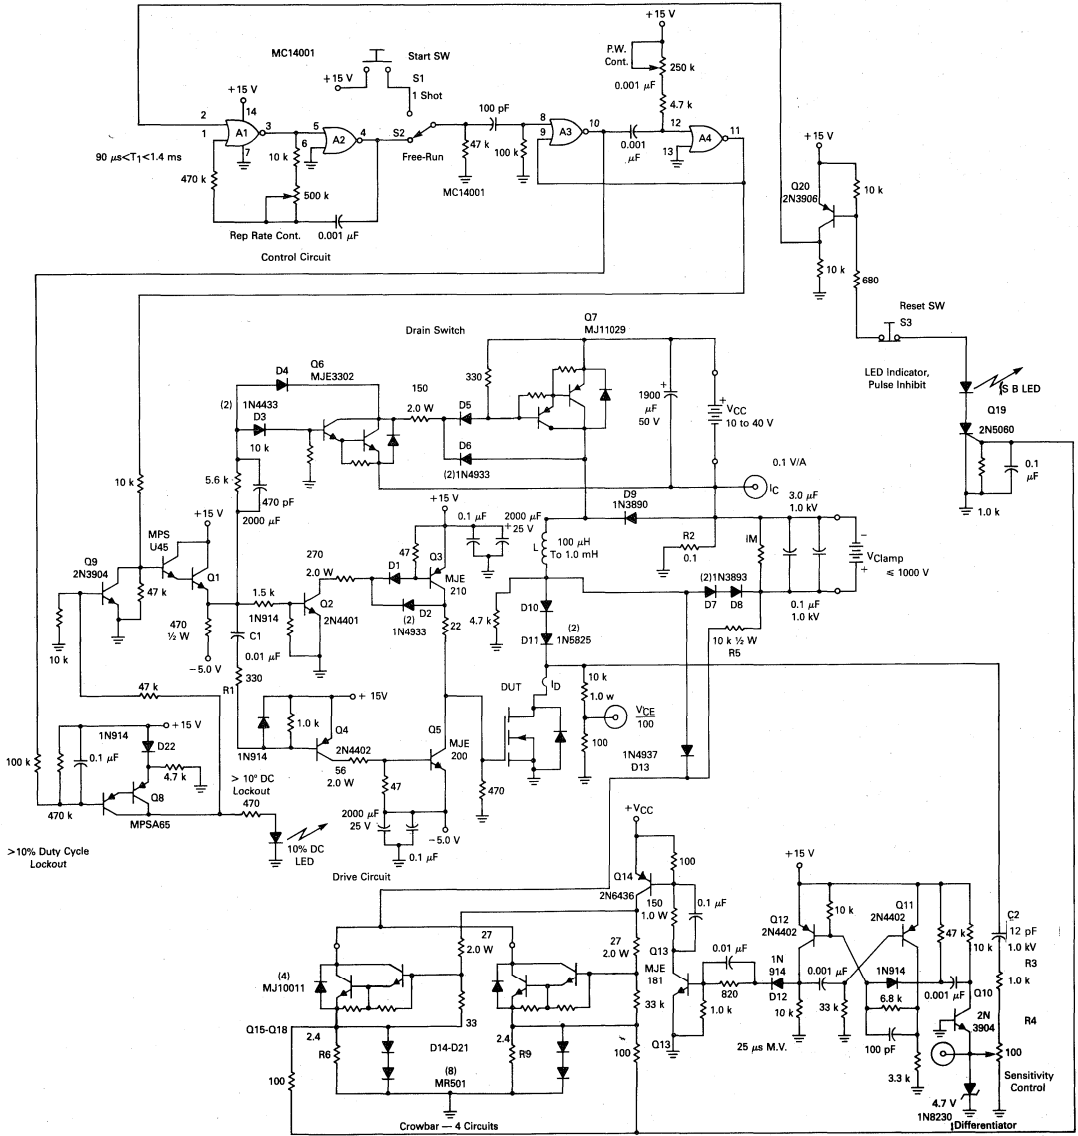 +15 V
MC14001
Start SW
P.W.
Cont.
250 k
+15 V
S1
1 Shot
0.001 µF
+15 V
14
100 pF
4.7 k
2
1
A1
3
5
6
A2
4
S2
8
9
A3
10
12
13
A4
11
7
90 µs<T1<1.4 ms
10 k
Free-Run
47 k
100 k
0.001
µF
+15 V
470 k
500 k
MC14001
Q20
2N3906
10 k
Rep Rate Cont.
0.001 µF
Control Circuit
10 k
680
Reset SW
S3
Drain Switch
Q7
MJ11029
LED Indicator,
Pulse Inhibit
D4
Q6
MJE3302
330
150
2.0 W
D5
1900
µF
50 V
+
+
VCC
10 to 40 V
S B LED
(2)
1N4433
D3
10 k
D6
(2)1N4933
Q19
2N5060
0.1
µF
1.0 k
10 k
5.6 k
470 pF
2000 µF
+15 V
0.1 V/A
IC
D9
1N3890
3.0 µF
1.0 kV
MPS
U45
+15 V
0.1 µF
2000 µF
25 V
+
100 µH
To 1.0 mH
L
R2
0.1
IM
−
VClamp
+
≤ 1000 V
Q9
2N3904
Q1
270
2.0 W
47
Q3
MJE
210
D1
D2
(2)
1N4933
(2)1N3893
D7
D8
0.1 µF
1.0 kV
47 k
470
½ W
1.5 k
1N914
Q2
2N4401
22
4.7 k
D10
D11
(2)
1N5825
10 k ½ W
R5
10 k
−5.0 V
C1
0.01 µF
330
R1
47 k
+ 15V
DUT
ID
10 k
1.0 w
VCE
100
100
1N914
+15 V
D22
0.1 µF
4.7 k
1N914
1.0 k
Q4
2N4402
56
2.0 W
Q5
MJE
200
1N4937
D13
100 k
> 10° DC
Lockout
470
47
470
470 k
Q8
MPSA65
10% DC
LED
2000 µF
25 V
0.1 µF
−5.0 V
>10% Duty Cycle
Lockout
Drive Circuit
+VCC
100
+15 V
Q14
2N6436
150
1.0 W
0.1 µF
Q12
2N4402
10 k
Q11
2N4402
47 k
10 k
C2
12 pF
1.0 kV
27
2.0 W
27
2.0 W
27
2.0 W
Q13
MJE
181
0.01 µF
1N
914
D12
0.001 µF
1N914
R3
1.0 k
(4)
MJ10011
33 k
820
1.0 k
10 k
33 k
6.8 k
0.001 µF
Q10
2N
3904
Q15-Q18
33
2.4
R6
D14-D21
2.4
R9
100
Q13
25 µs M.V.
100 pF
R4
100
100
(8)
MR501
3.3 k
4.7 V
1N8230
Sensitivity
Control
Crowbar — 4 Circuits
Differentiator